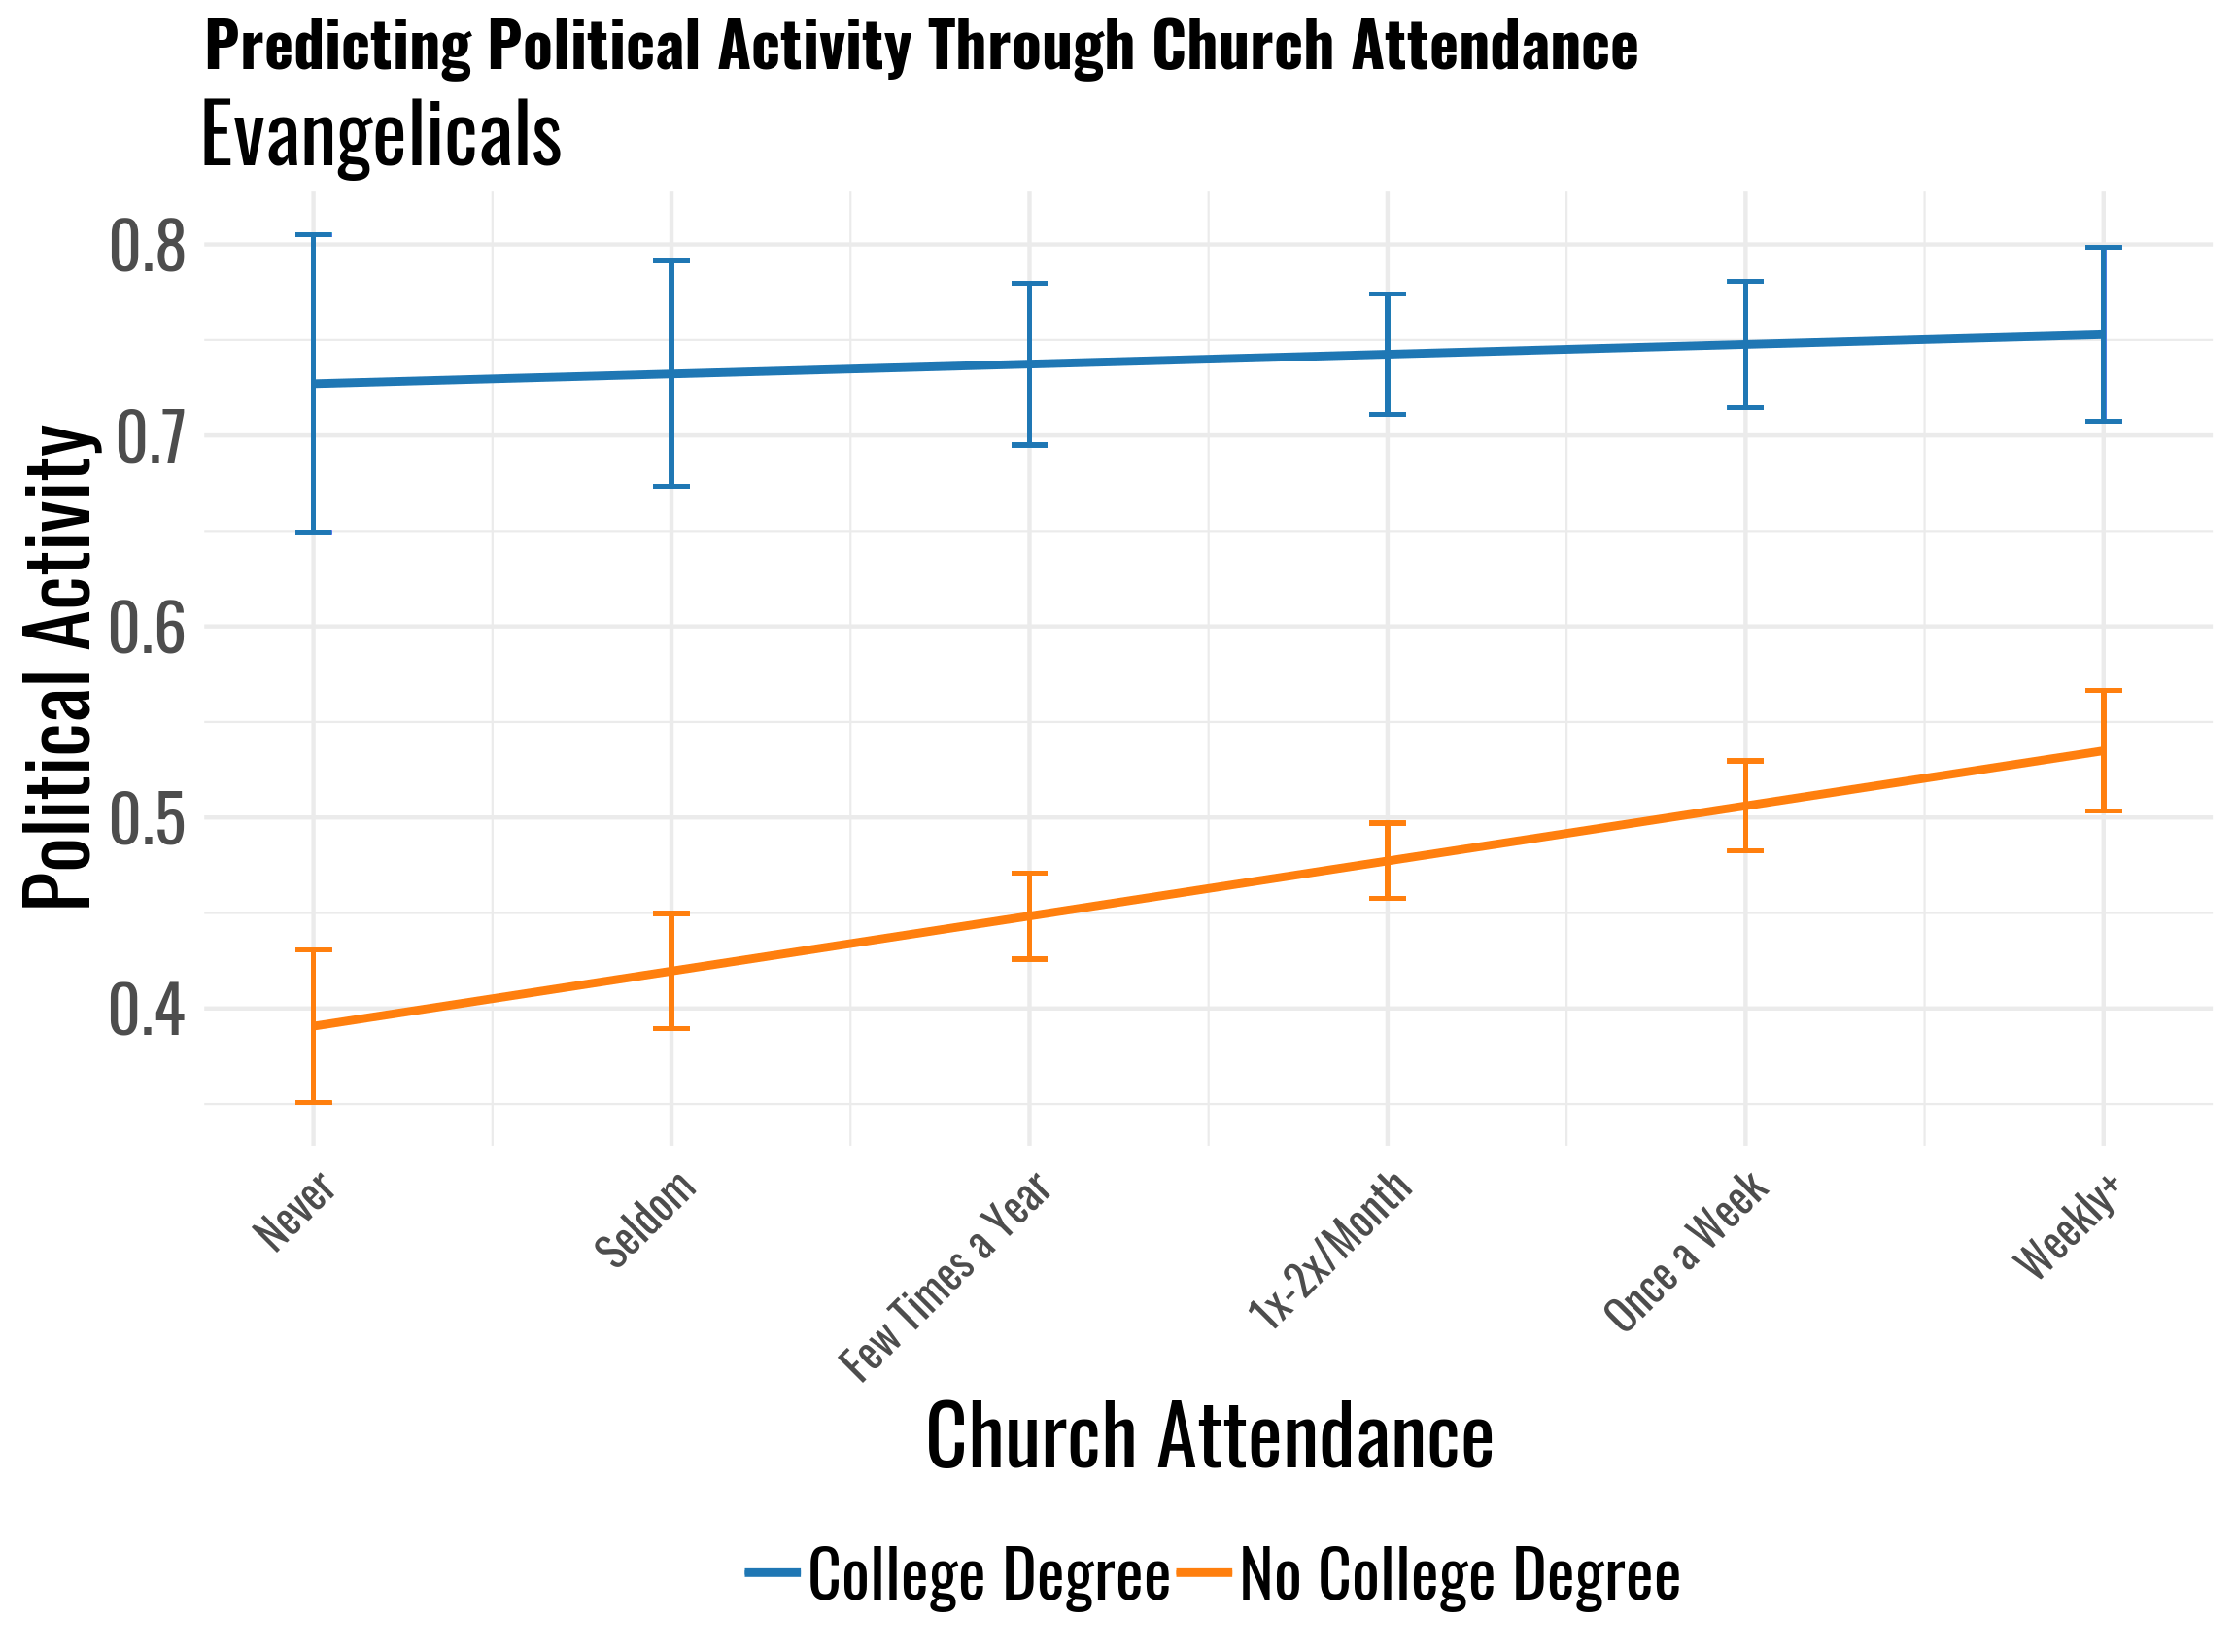 Predicting Political Activity Through Church Attendance
Evangelicals
Political Activity
0.8
0.7
0.6
0.5
0.4
Never
Seldom
Few Times a Year
1x-2x/Month
Once a Week
Weekly+
Church Attendance
College Degree
No College Degree